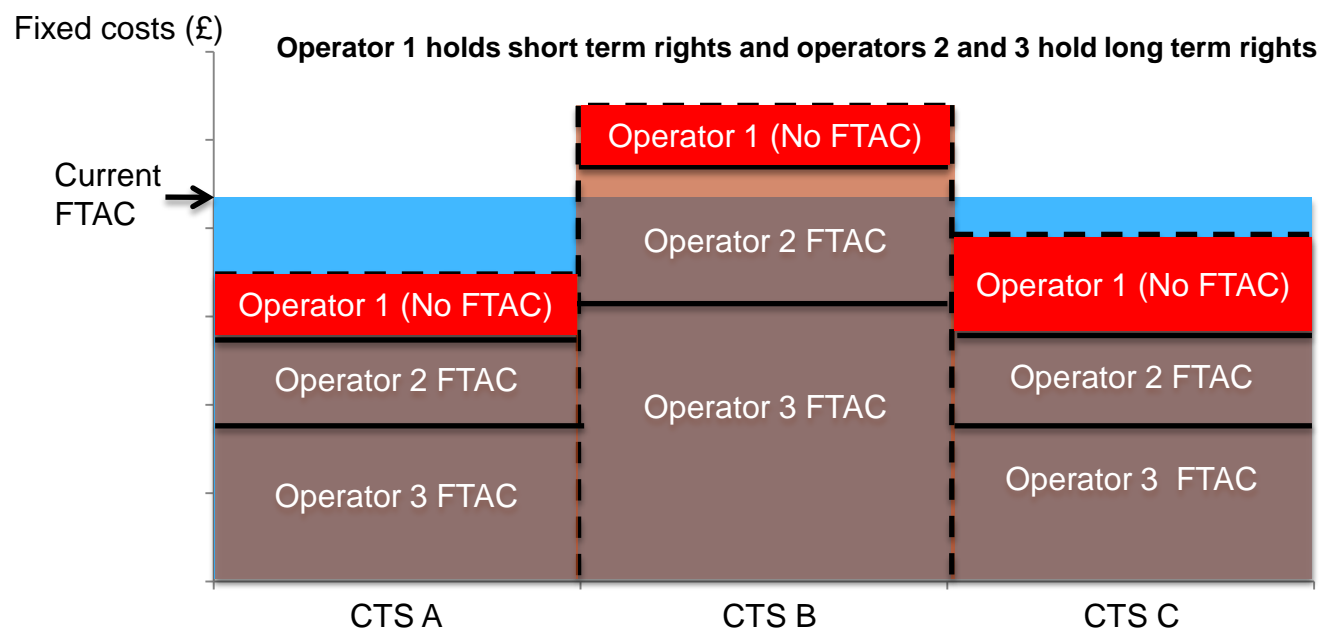 Fixed costs (£)
Operator 1 holds short term rights and operators 2 and 3 hold long term rights
Current
FTAC
Operator 1 (No FTAC)
Operator 2 FTAC
Operator 3 FTAC
Operator 1 (No FTAC)
Operator 2 FTAC
Operator 3 FTAC
Operator 1 (No FTAC)
Operator 2 FTAC
Operator 3 FTAC
CTS A
CTS B
CTS C